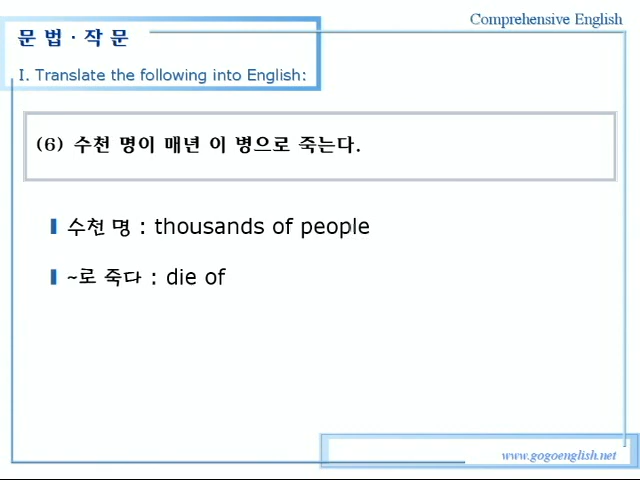 Comprehensive English
문 법 · 작 문
I. Translate the following into English:
(6) 수천 명이 매년 이 병으로 죽는다.
수천 명 : thousands of people
~로 죽다 : die of
www.gogoenglish.net